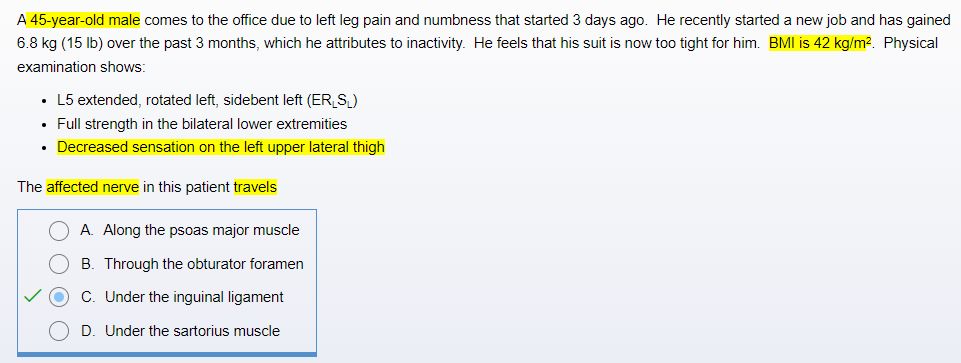 A 45-year-old male comes to the office due to left leg pain and numbness that started 3 days ago. He recently started a new job and has gained
6.8 kg (15 lb) over the past 3 months, which he attributes to inactivity. He feels that his suit is now too tight for him. BMI is 42 kg/m². Physical
examination shows:
• L5 extended, rotated left, sidebent left (ERLSL)
• Full strength in the bilateral lower extremities
• Decreased sensation on the left upper lateral thigh
The affected nerve in this patient travels
A. Along the psoas major muscle
B. Through the obturator foramen
C. Under the inguinal ligament
D. Under the sartorius muscle